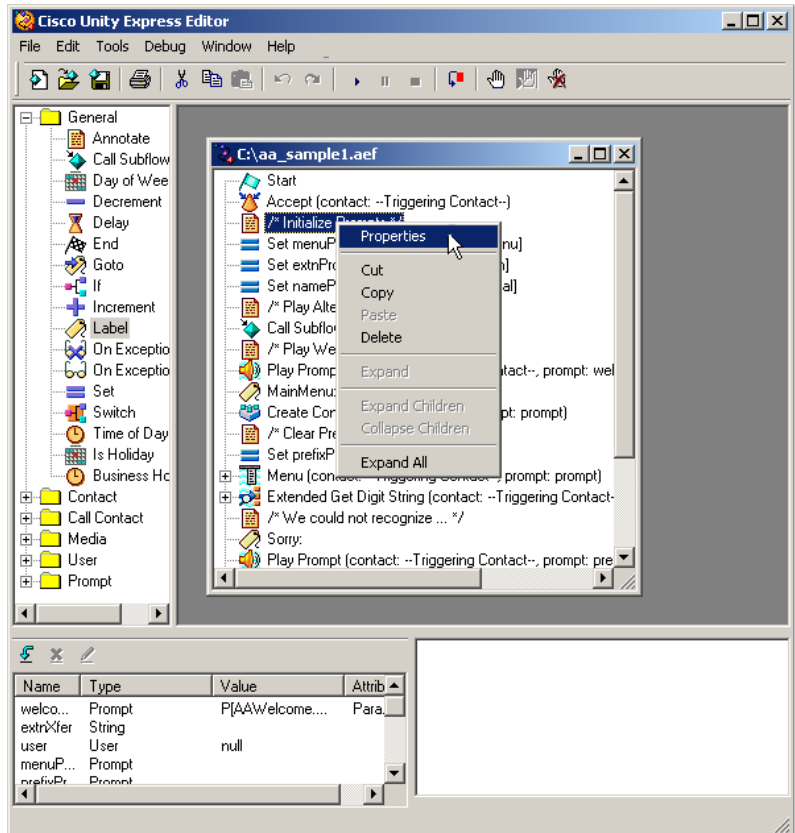 Cisco Unity Express Editor
File Edit Tools Debug Window Help
General
Annotate
Call Subflow
Day of Wee
Decrement
Delay
End
Goto
If
Increment
Label
On Exceptio
On Exceptio
Set
Switch
Time of Day
Is Holiday
Business Ho
Contact
Call Contact
Media
User
Prompt
C:\aa_sample1.aef
Start
Accept (contact: --Triggering Contact--)
/* Initialize Prompts */
Set menuP nu]
Set extnPro n]
Set nameP al]
/* Play Alte
Call Subflo
/* Play We
Play Promp ntact--, prompt: wel
MainMenu:
Create Con pt: prompt)
/* Clear Pre
Set prefixP
Menu (contact: --Triggering Contact--, prompt: prompt)
Extended Get Digit String (contact: --Triggering Contact-
/* We could not recognize ... */
Sorry:
Play Prompt (contact: --Triggering Contact--, prompt: pre
Properties
Cut
Copy
Paste
Delete
Expand
Expand Children
Collapse Children
Expand All
Name Type Value Attrib
welco... Prompt P[AAWelcome.... Para.
extnXfer String
user User null
menuP... Prompt
prefixPr Prompt